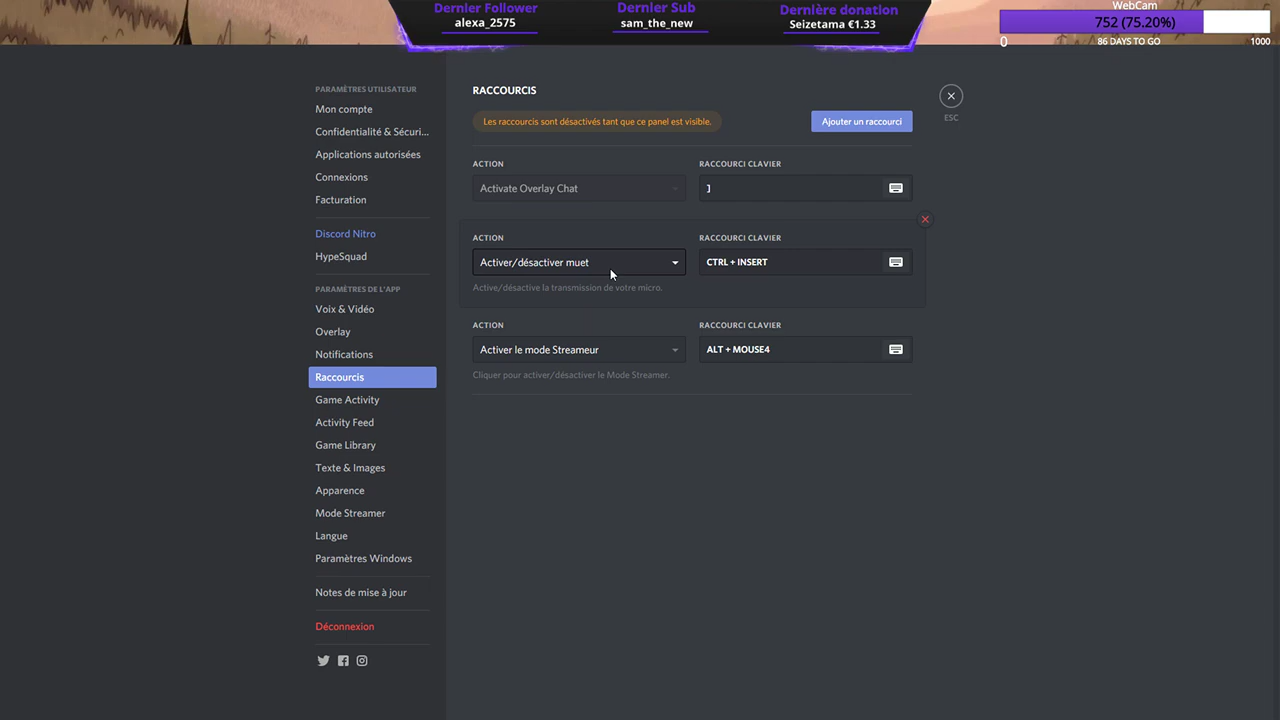 Dernier Follower
alexa_2575
Dernier Sub
sam_the_new
Dernière donation
Seizetama €1.33
WebCam
752 (75.20%)
0
86 DAYS TO GO
1000
PARAMÈTRES UTILISATEUR
Mon compte
Confidentialité & Sécuri...
Applications autorisées
Connexions
Facturation
Discord Nitro
HypeSquad
PARAMÈTRES DE L'APP
Voix & Vidéo
Overlay
Notifications
Raccourcis
Game Activity
Activity Feed
Game Library
Texte & Images
Apparence
Mode Streamer
Langue
Paramètres Windows
Notes de mise à jour
Déconnexion
RACCOURCIS
Les raccourcis sont désactivés tant que ce panel est visible.
Ajouter un raccourci
ESC
ACTION
RACCOURCI CLAVIER
Activate Overlay Chat
]
ACTION
RACCOURCI CLAVIER
Activer/désactiver muet
CTRL + INSERT
Active/désactive la transmission de votre micro.
ACTION
RACCOURCI CLAVIER
Activer le mode Streameur
ALT + MOUSE4
Cliquer pour activer/désactiver le Mode Streamer.